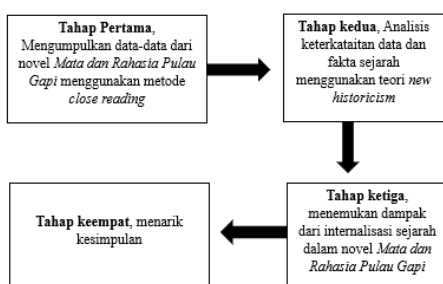 Tahap Pertama,
Mengumpulkan data-data dari
novel Mata dan Rahasia Pulau
Gapi menggunakan metode
close reading
Tahap kedua, Analisis
keterkataitan data dan
fakta sejarah
menggunakan teori new
historicism
Tahap ketiga,
menemukan dampak
dari internalisasi sejarah
dalam novel Mata dan
Rahasia Pulau Gapi
Tahap keempat, menarik
kesimpulan